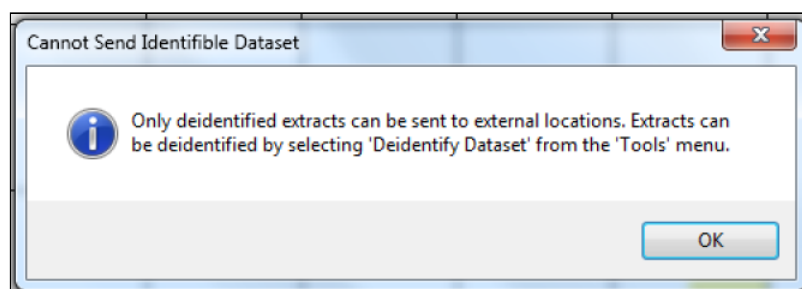 Cannot Send Identifible Dataset
Only deidentified extracts can be sent to external locations. Extracts can
be deidentified by selecting 'Deidentify Dataset' from the 'Tools' menu.
OK